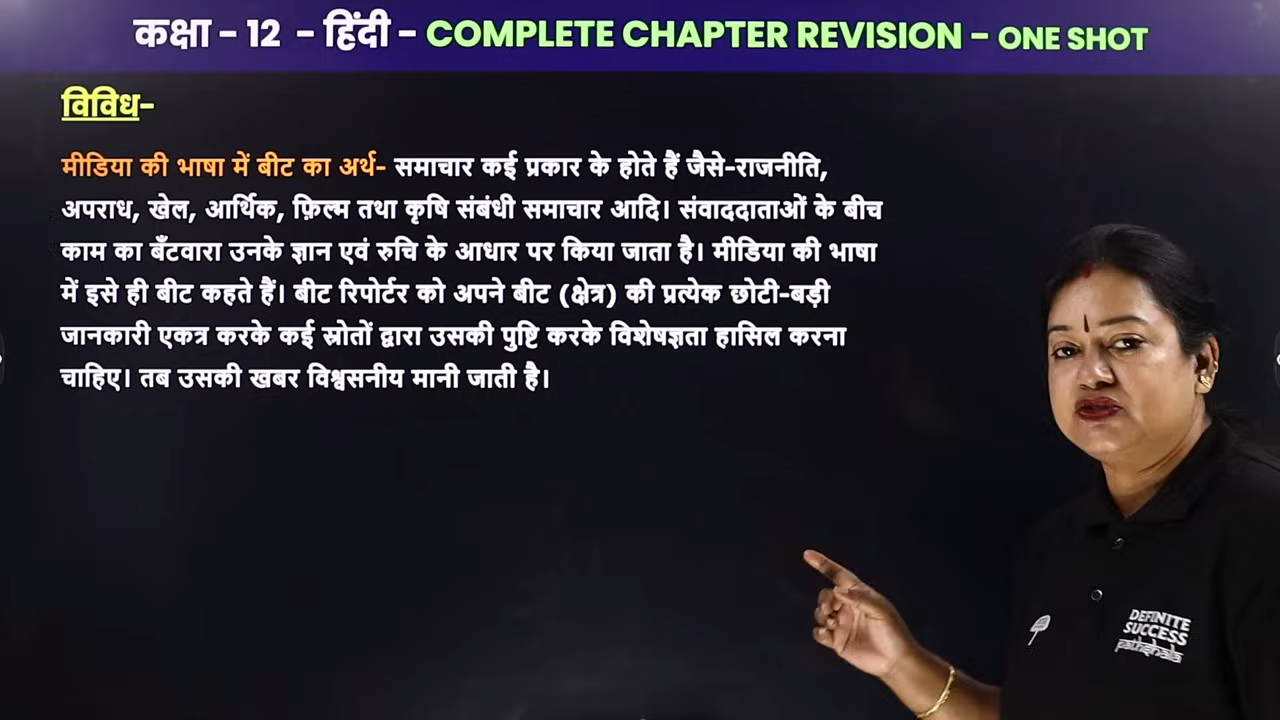 कक्षा - 12 - हिंदी - COMPLETE CHAPTER REVISION - ONE SHOT
विविध-
मीडिया की भाषा में बीट का अर्थ- समाचार कई प्रकार के होते हैं जैसे-राजनीति,
अपराध, खेल, आर्थिक, फ़िल्म तथा कृषि संबंधी समाचार आदि। संवाददाताओं के बीच
काम का बँटवारा उनके ज्ञान एवं रुचि के आधार पर किया जाता है। मीडिया की भाषा
में इसे ही बीट कहते हैं। बीट रिपोर्टर को अपने बीट (क्षेत्र) की प्रत्येक छोटी-बड़ी
जानकारी एकत्र करके कई स्रोतों द्वारा उसकी पुष्टि करके विशेषज्ञता हासिल करना
चाहिए। तब उसकी खबर विश्वसनीय मानी जाती है।
DEFINITE
SUCCESS
pathshala